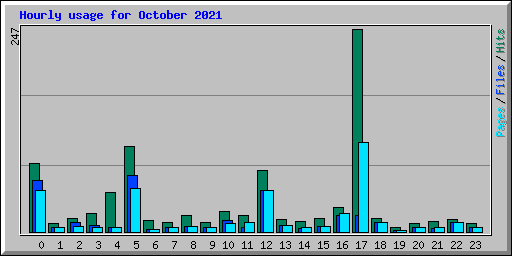 Hourly usage for October 2021
247
Pages/Files/Hits
0 1 2 3 4 5 6 7 8 9 10 11 12 13 14 15 16 17 18 19 20 21 22 23